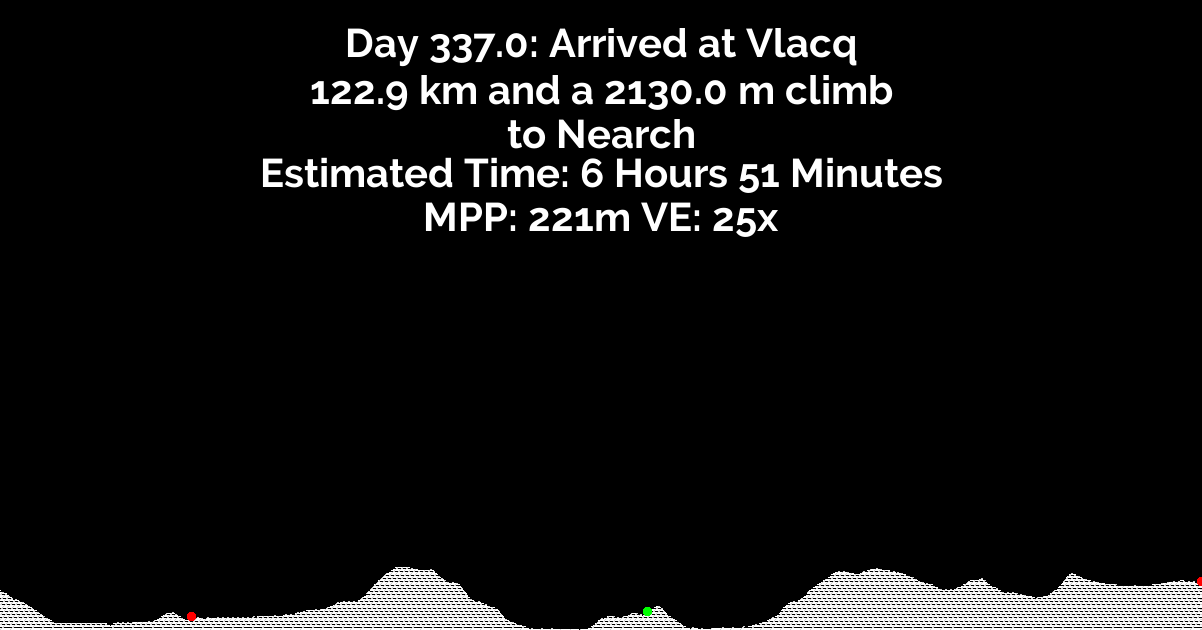 Day 337.0: Arrived at Vlacq
122.9 km and a 2130.0 m climb
to Nearch
Estimated Time: 6 Hours 51 Minutes
MPP: 221m VE: 25x